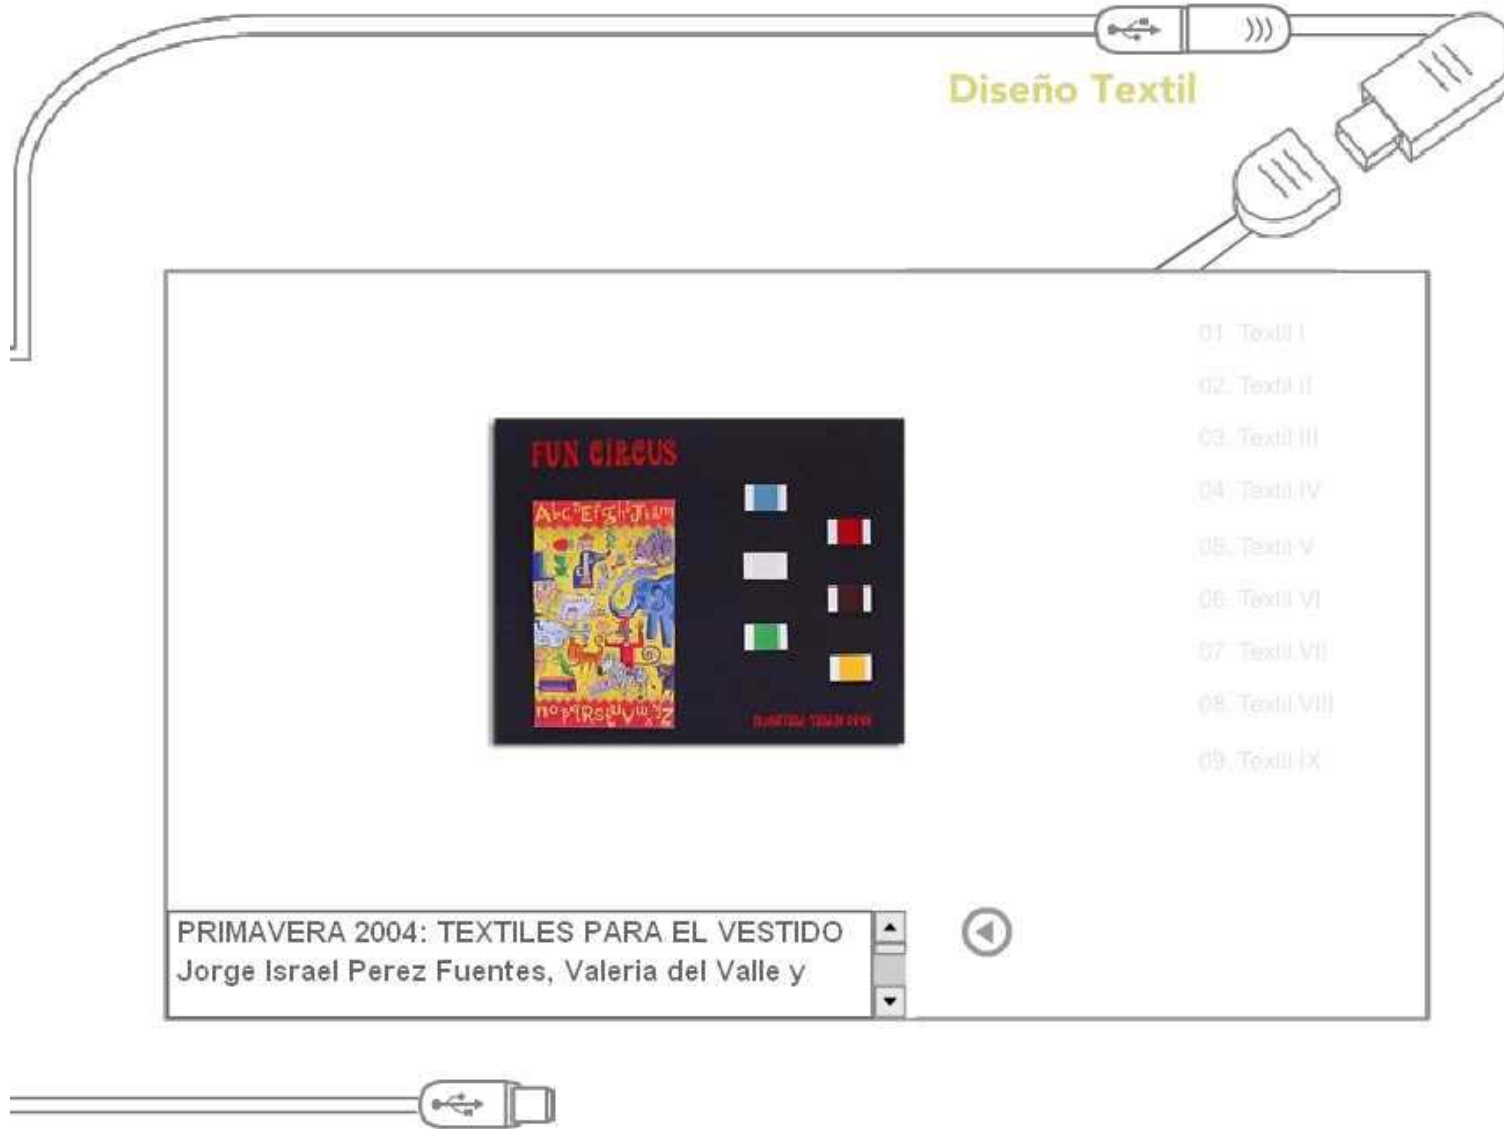 Diseño Textil
01. Textil I
02. Textil II
03. Textil III
04. Textil IV
05. Textil V
06. Textil VI
07. Textil VII
08. Textil VIII
09. Textil IX
FUN CIRCUS
PRIMAVERA 2004: TEXTILES PARA EL VESTIDO
Jorge Israel Perez Fuentes, Valeria del Valle y